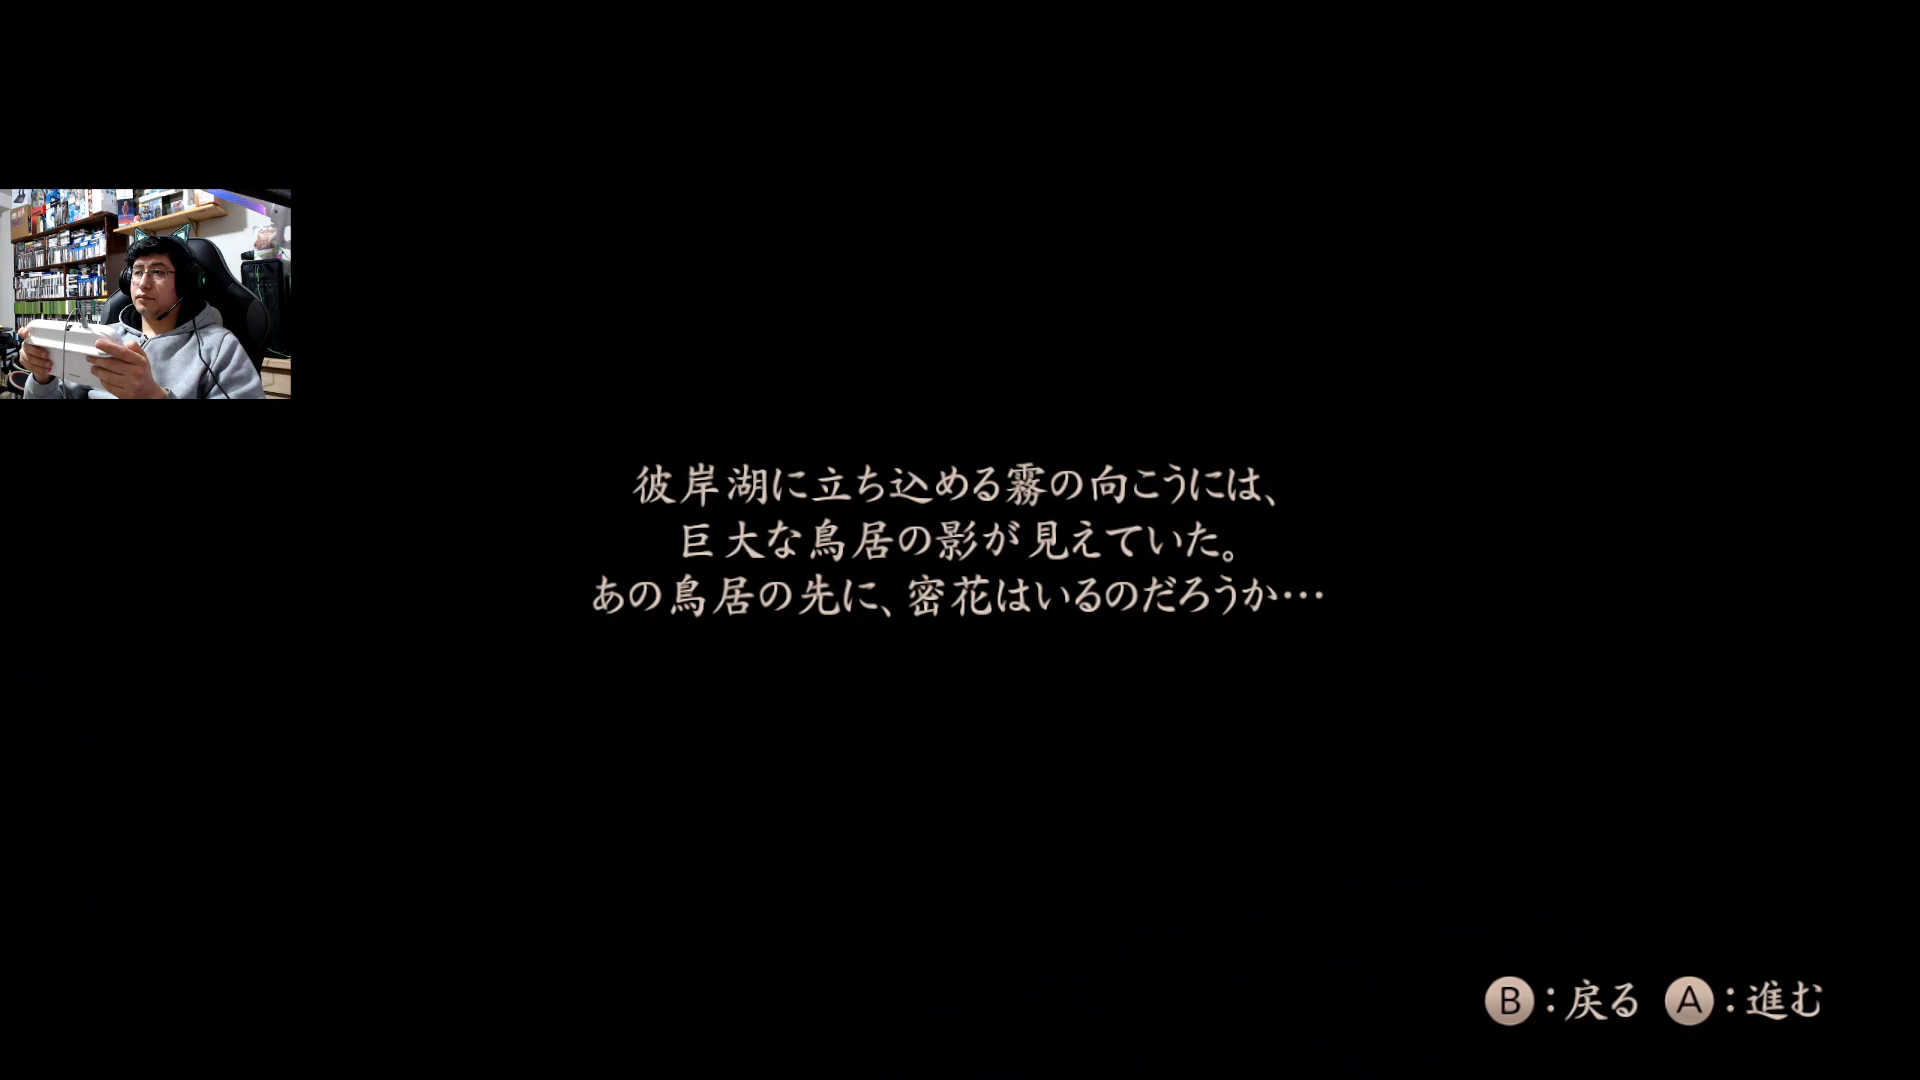 彼岸湖に立ち込める霧の向こうには、
巨大な鳥居の影が見えていた。
あの鳥居の先に、密花はいるのだろうか…
B：戻る A：進む